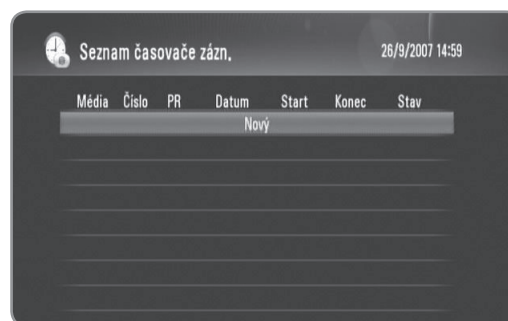 Seznam časovače zázn. 26/9/2007 14:59
Média Číslo PR Datum Start Konec Stav
Nový